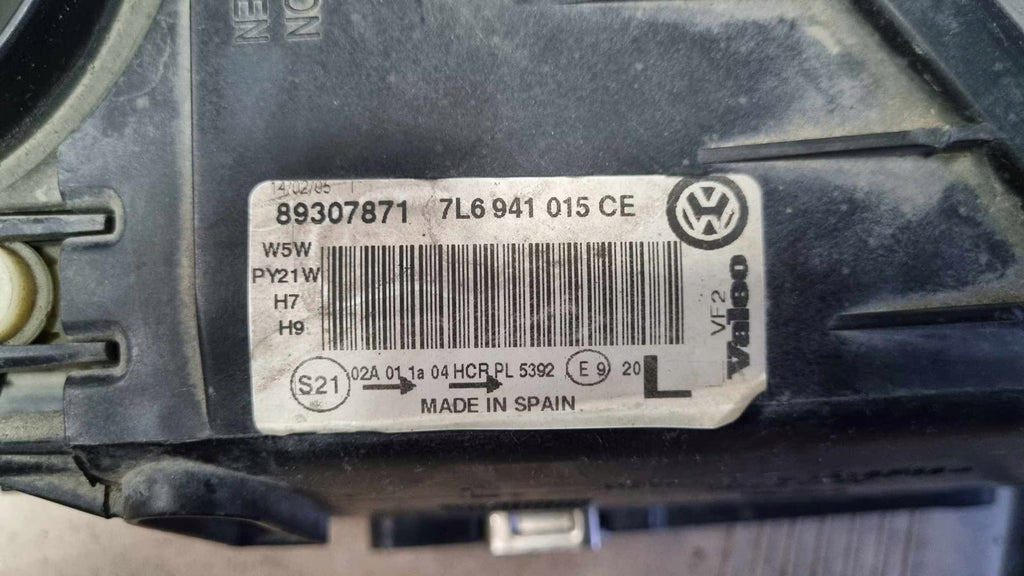 14/02/05
89307871 7L6 941 015 CE
W5W
PY21W
H7
H9
VF2
Valeo
S21 02A 01 1a 04 HCR PL 5392 E9 20 L
MADE IN SPAIN